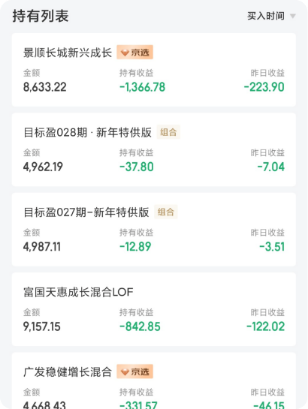 持有列表 买入时间
景顺长城新兴成长 京选
金额 持有收益 昨日收益
8,633.22 -1,366.78 -223.90
目标盈028期·新年特供版 组合
金额 持有收益 昨日收益
4,962.19 -37.80 -7.04
目标盈027期-新年特供版 组合
金额 持有收益 昨日收益
4,987.11 -12.89 -3.51
富国天惠成长混合LOF
金额 持有收益 昨日收益
9,157.15 -842.85 -122.02
广发稳健增长混合 京选
金额 持有收益 昨日收益
4,668.43 -331.57 -46.15